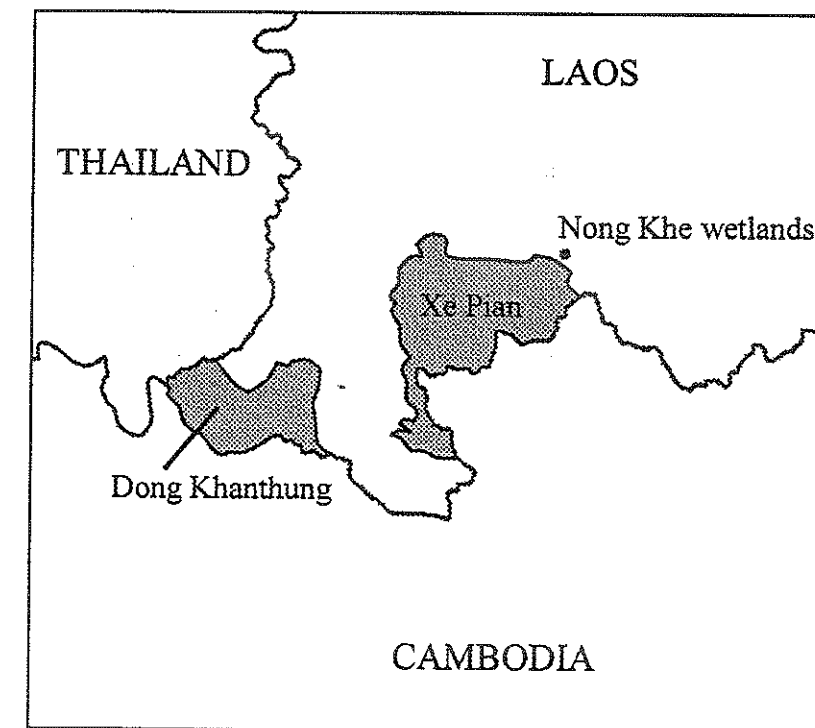 LAOS
THAILAND
Nong Khe wetlands
Xe Pian
Dong Khanthung
CAMBODIA